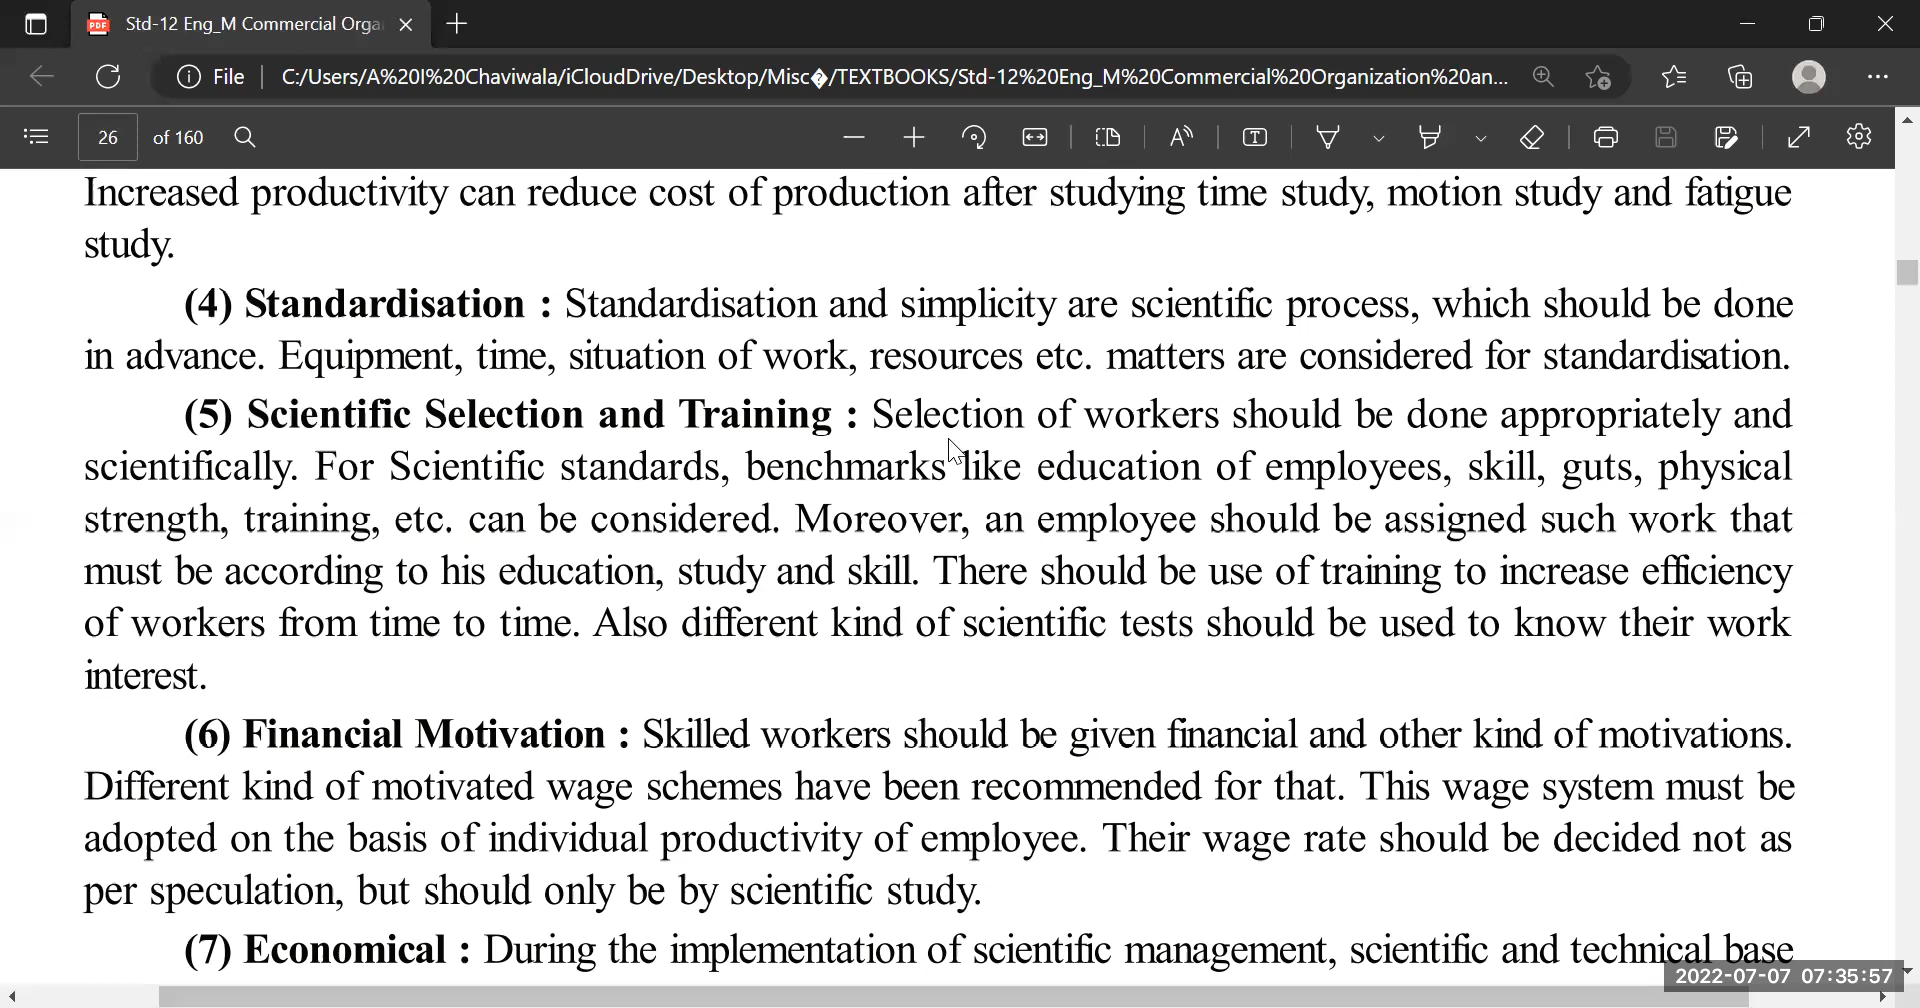 Std-12 Eng_M Commercial Orga
File
C:/Users/A%20I%20Chaviwala/iCloudDrive/Desktop/Misc�/TEXTBOOKS/Std-12%20Eng_M%20Commercial%20Organization%20an...
26 of 160
Increased productivity can reduce cost of production after studying time study, motion study and fatigue
study.
(4) Standardisation : Standardisation and simplicity are scientific process, which should be done
in advance. Equipment, time, situation of work, resources etc. matters are considered for standardisation.
(5) Scientific Selection and Training : Selection of workers should be done appropriately and
scientifically. For Scientific standards, benchmarks like education of employees, skill, guts, physical
strength, training, etc. can be considered. Moreover, an employee should be assigned such work that
must be according to his education, study and skill. There should be use of training to increase efficiency
of workers from time to time. Also different kind of scientific tests should be used to know their work
interest.
(6) Financial Motivation : Skilled workers should be given financial and other kind of motivations.
Different kind of motivated wage schemes have been recommended for that. This wage system must be
adopted on the basis of individual productivity of employee. Their wage rate should be decided not as
per speculation, but should only be by scientific study.
(7) Economical : During the implementation of scientific management, scientific and technical base
2022-07-07 07:35:57